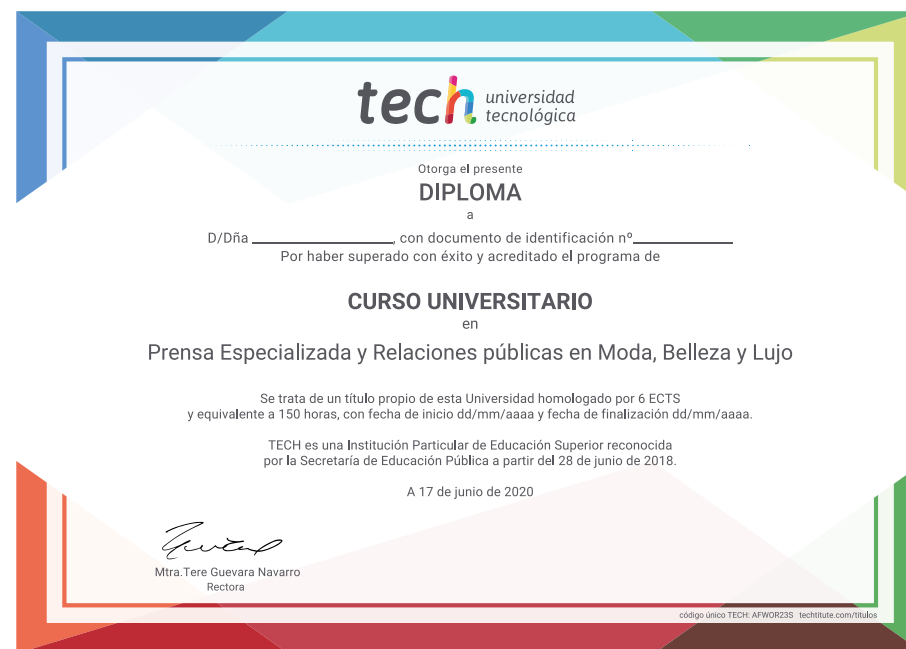 tech universidad
tecnológica
Otorga el presente
DIPLOMA
a
D/Dña ____________________, con documento de identificación nº______________
Por haber superado con éxito y acreditado el programa de
CURSO UNIVERSITARIO
en
Prensa Especializada y Relaciones públicas en Moda, Belleza y Lujo
Se trata de un título propio de esta Universidad homologado por 6 ECTS
y equivalente a 150 horas, con fecha de inicio dd/mm/aaaa y fecha de finalización dd/mm/aaaa.
TECH es una Institución Particular de Educación Superior reconocida
por la Secretaría de Educación Pública a partir del 28 de junio de 2018.
A 17 de junio de 2020
Mtra.Tere Guevara Navarro
Rectora
código único TECH: AFWOR23S techtitute.com/titulos